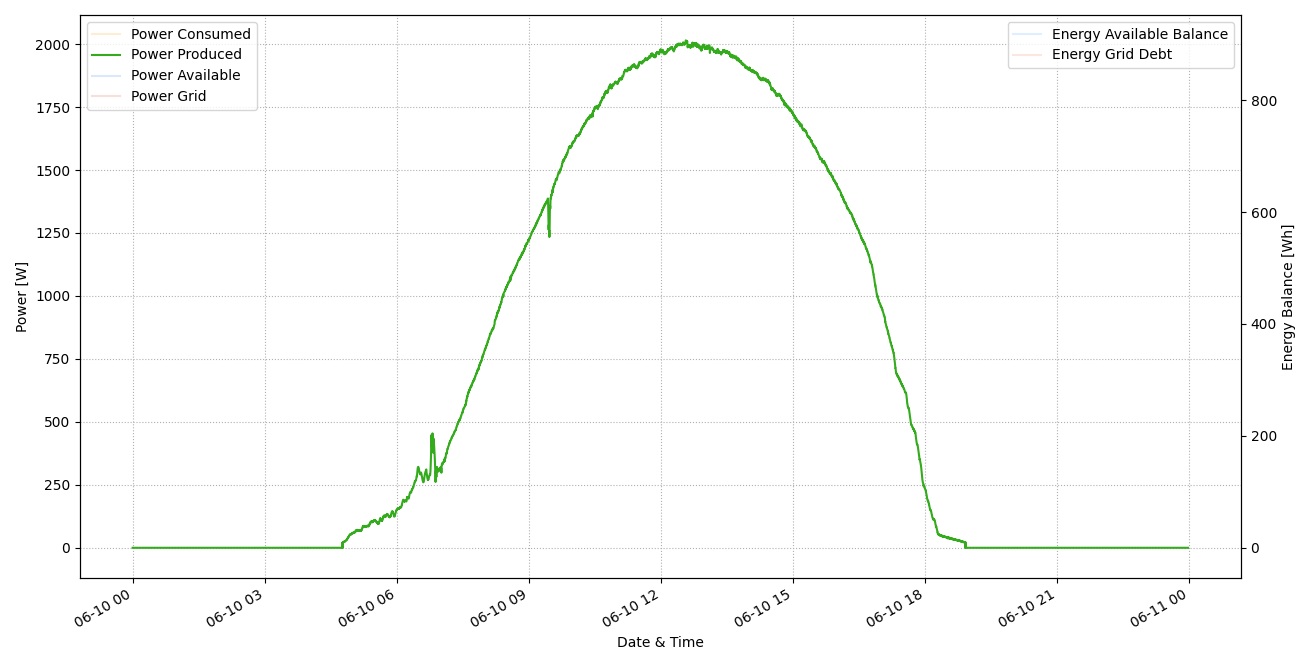 Power Consumed
Power Produced
Power Available
Power Grid
Energy Available Balance
Energy Grid Debt
2000
1750
1500
1250
1000
750
500
250
0
Power [W]
800
600
400
200
0
Energy Balance [Wh]
06-10 00
06-10 03
06-10 06
06-10 09
06-10 12
06-10 15
06-10 18
06-10 21
06-11 00
Date & Time